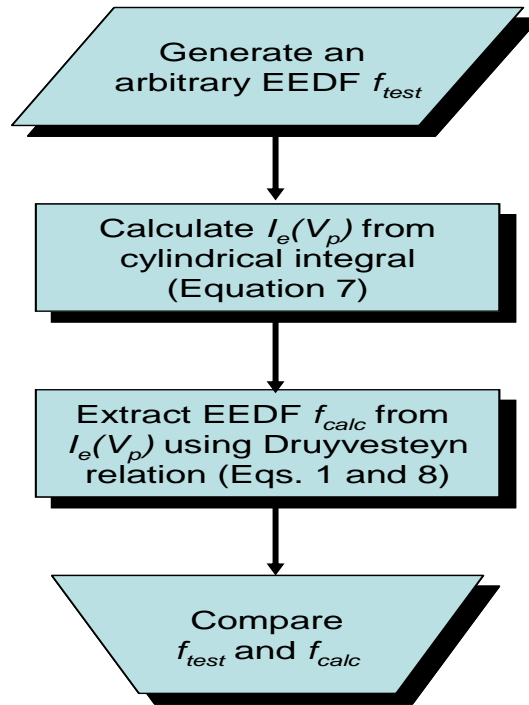 Generate an
arbitrary EEDF f_test
Calculate I_e(V_p) from
cylindrical integral
(Equation 7)
Extract EEDF f_calc from
I_e(V_p) using Druyvesteyn
relation (Eqs. 1 and 8)
Compare
f_test and f_calc